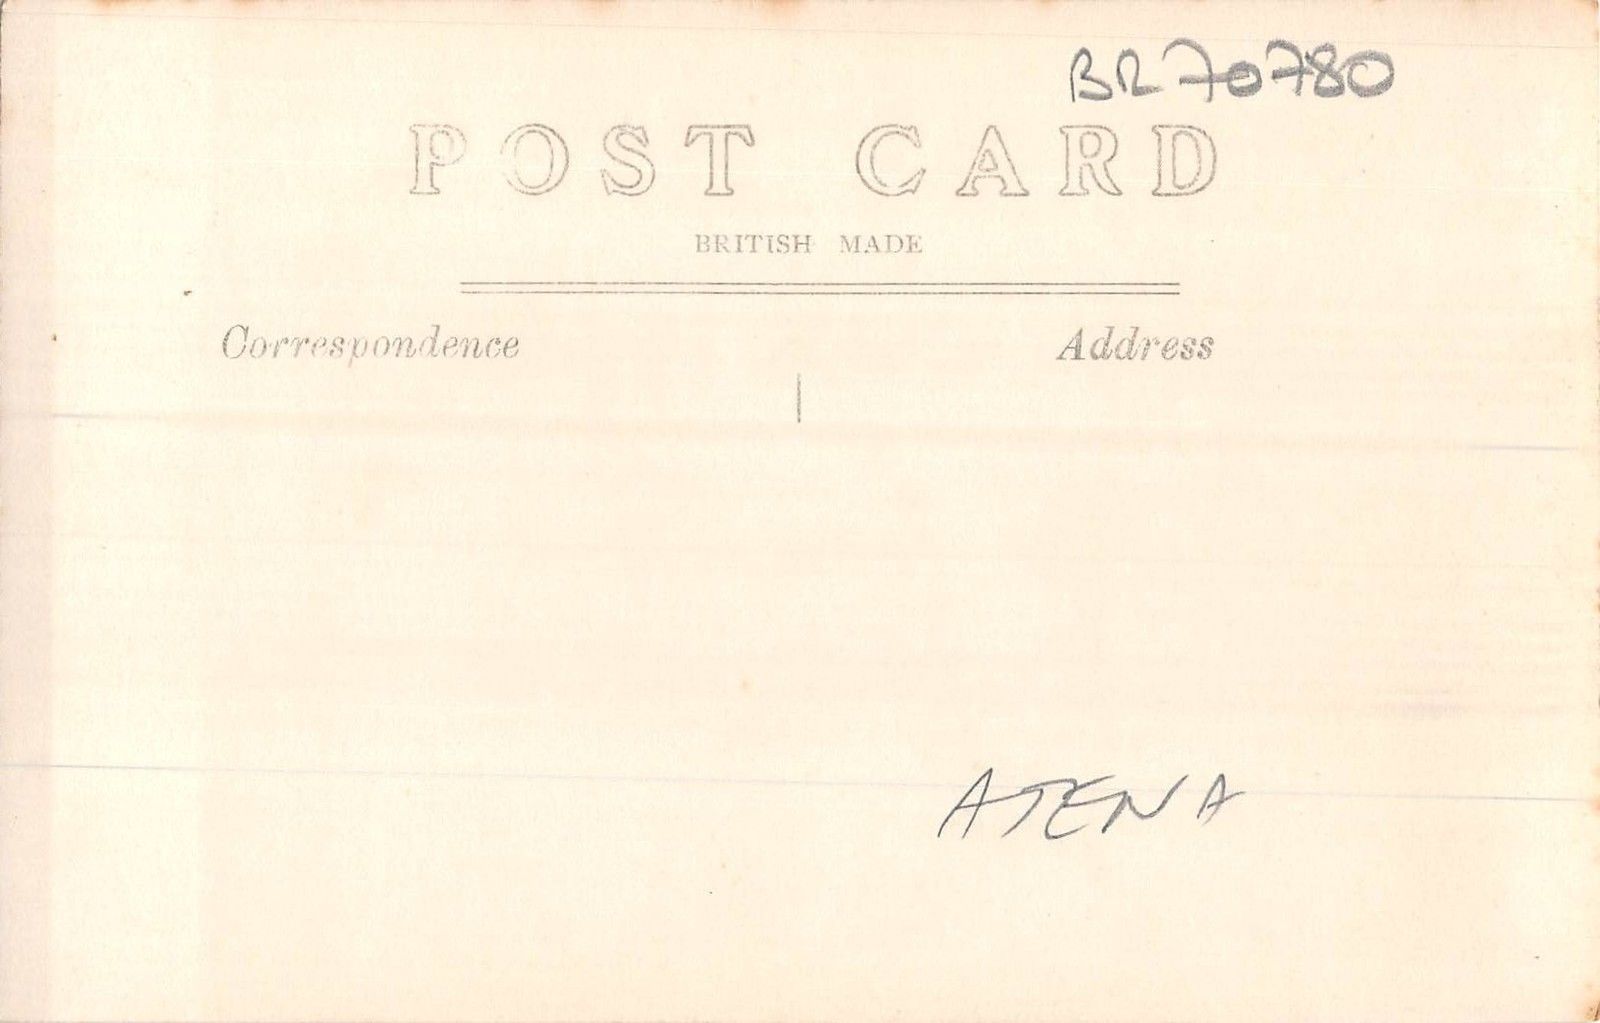 BR70780
POST CARD
BRITISH MADE
Correspondence
Address
ATENA